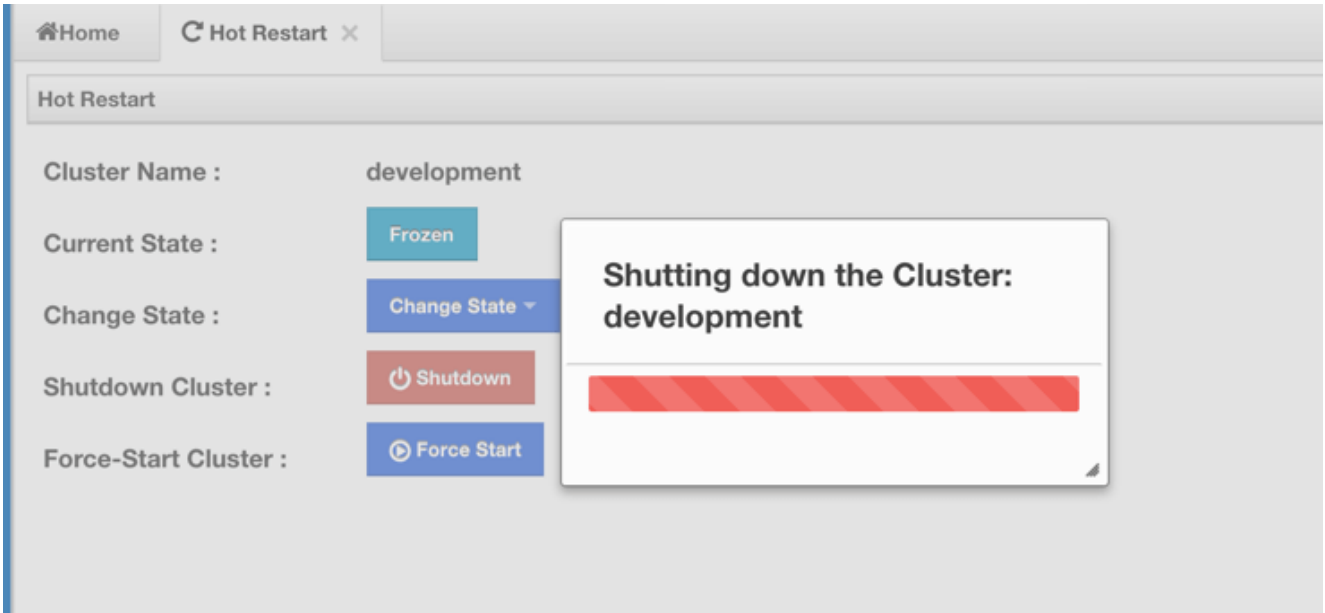 Home
Hot Restart
Hot Restart
Cluster Name : development
Current State : Frozen
Change State : Change State
Shutdown Cluster : Shutdown
Force-Start Cluster : Force Start
Shutting down the Cluster:
development